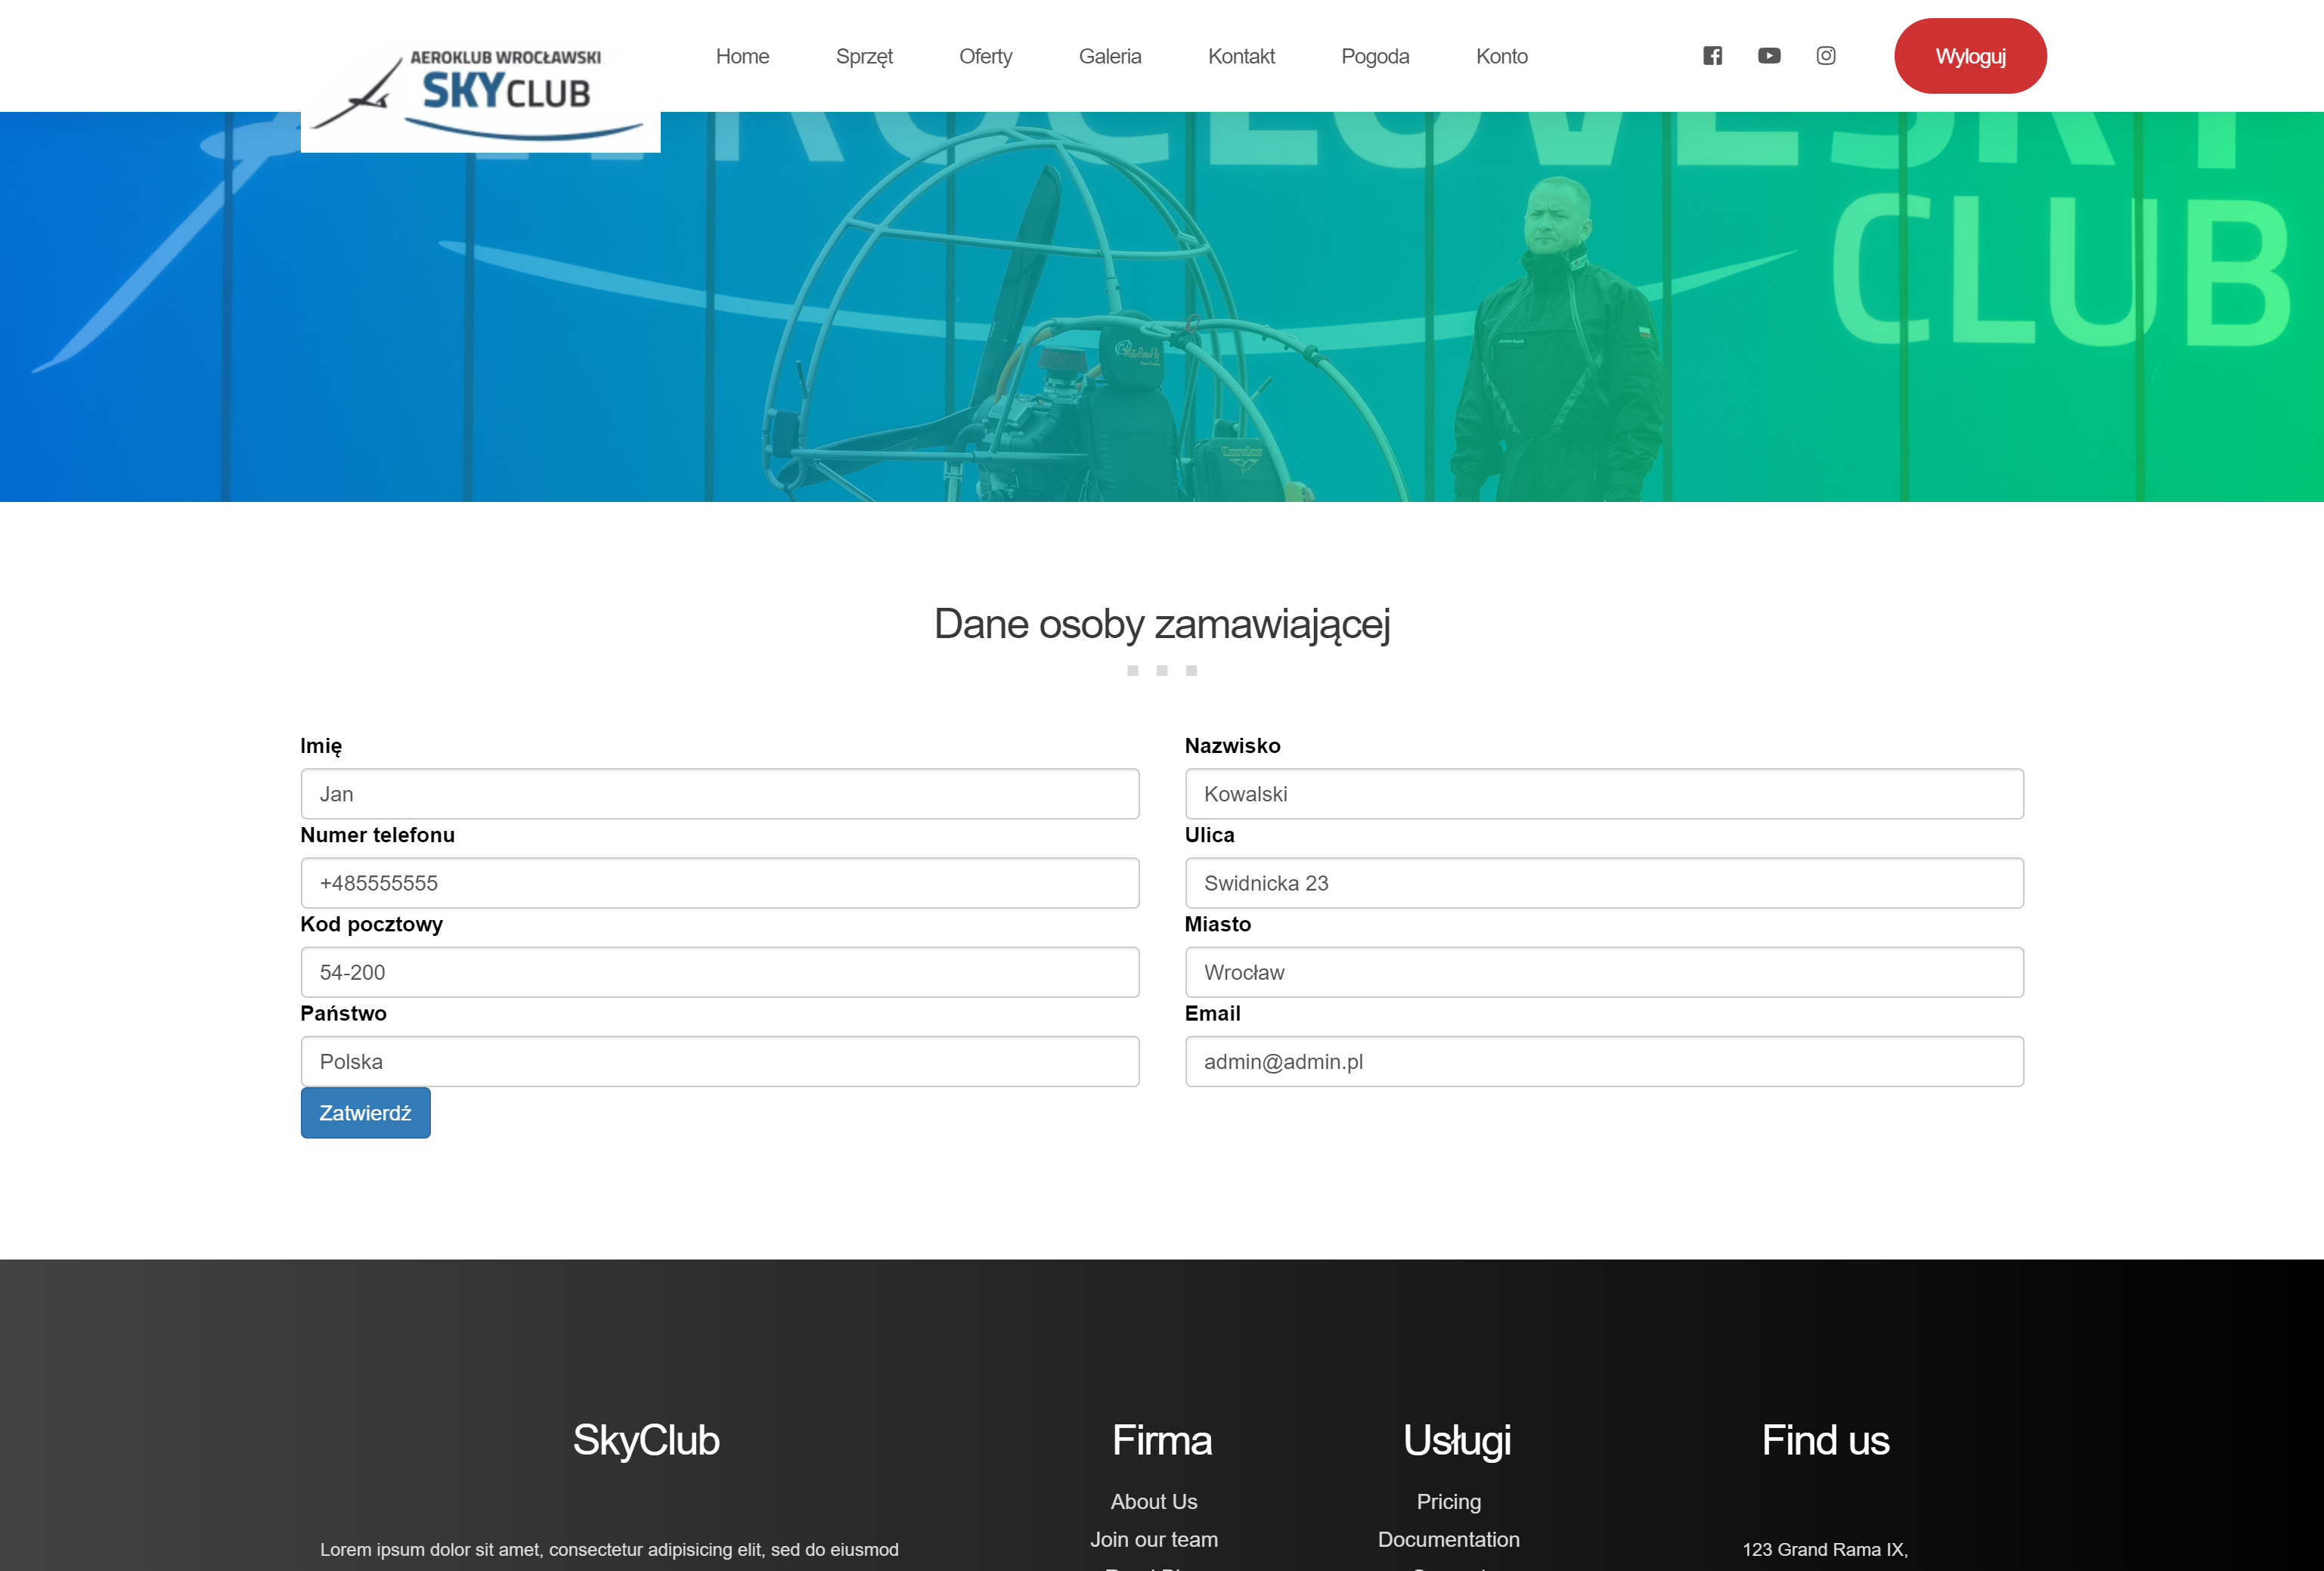 AEROKLUB WROCŁAWSKI
SKYCLUB
Home Sprzęt Oferty Galeria Kontakt Pogoda Konto Wyloguj
CLUB
MotoParaFly
Dane osoby zamawiającej
Imię Nazwisko
Jan Kowalski
Numer telefonu Ulica
+485555555 Swidnicka 23
Kod pocztowy Miasto
54-200 Wrocław
Państwo Email
Polska admin@admin.pl
Zatwierdź
SkyClub Firma Usługi Find us
About Us Pricing
Join our team Documentation
Lorem ipsum dolor sit amet, consectetur adipisicing elit, sed do eiusmod 123 Grand Rama IX,